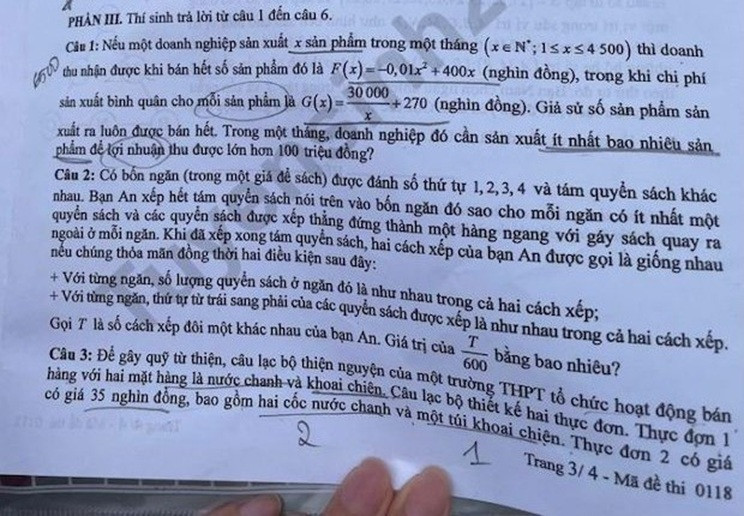 PHẦN III. Thí sinh trả lời từ câu 1 đến câu 6.
Câu 1: Nếu một doanh nghiệp sản xuất x sản phẩm trong một tháng (x ∈ N*; 1 ≤ x ≤ 4 500) thì doanh
thu nhận được khi bán hết số sản phẩm đó là F(x) = −0,01x² + 400x (nghìn đồng), trong khi chi phí
sản xuất bình quân cho mỗi sản phẩm là G(x) = 30 000/x + 270 (nghìn đồng). Giả sử số sản phẩm sản
xuất ra luôn được bán hết. Trong một tháng, doanh nghiệp đó cần sản xuất ít nhất bao nhiêu sản
phẩm để lợi nhuận thu được lớn hơn 100 triệu đồng?
Câu 2: Có bốn ngăn (trong một giá để sách) được đánh số thứ tự 1, 2, 3, 4 và tám quyển sách khác
nhau. Bạn An xếp hết tám quyển sách nói trên vào bốn ngăn đó sao cho mỗi ngăn có ít nhất một
quyển sách và các quyển sách được xếp thẳng đứng thành một hàng ngang với gáy sách quay ra
ngoài ở mỗi ngăn. Khi đã xếp xong tám quyển sách, hai cách xếp của bạn An được gọi là giống nhau
nếu chúng thỏa mãn đồng thời hai điều kiện sau đây:
+ Với từng ngăn, số lượng quyển sách ở ngăn đó là như nhau trong cả hai cách xếp;
+ Với từng ngăn, thứ tự từ trái sang phải của các quyển sách được xếp là như nhau trong cả hai cách xếp.
Gọi T là số cách xếp đôi một khác nhau của bạn An. Giá trị của T/600 bằng bao nhiêu?
Câu 3: Để gây quỹ từ thiện, câu lạc bộ thiện nguyện của một trường THPT tổ chức hoạt động bán
hàng với hai mặt hàng là nước chanh và khoai chiên. Câu lạc bộ thiết kế hai thực đơn. Thực đơn 1
có giá 35 nghìn đồng, bao gồm hai cốc nước chanh và một túi khoai chiên. Thực đơn 2 có giá
2 1
Trang 3/ 4 - Mã đề thi 0118